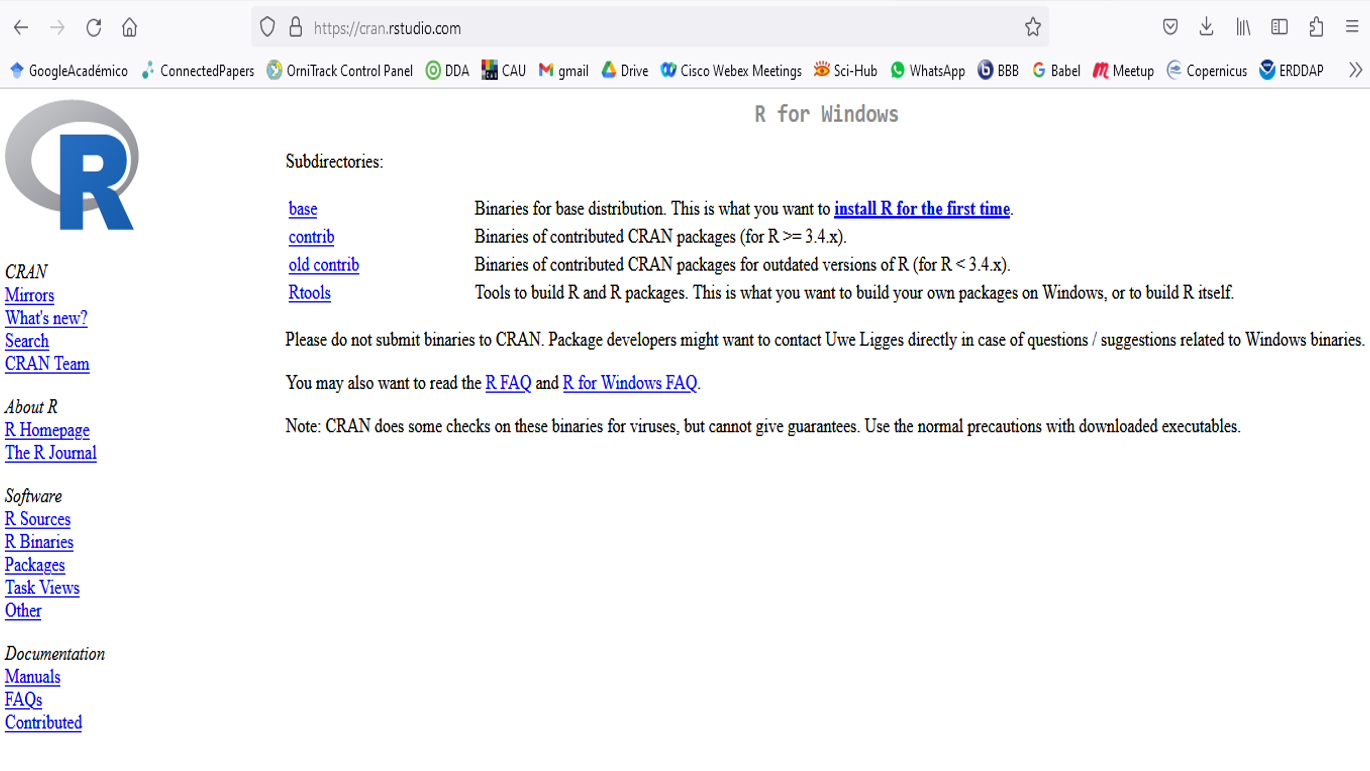 https://cran.rstudio.com
GoogleAcadémico ConnectedPapers OrniTrack Control Panel DDA CAU gmail Drive Cisco Webex Meetings Sci-Hub WhatsApp BBB Babel Meetup Copernicus ERDDAP
R
CRAN
Mirrors
What's new?
Search
CRAN Team
About R
R Homepage
The R Journal
Software
R Sources
R Binaries
Packages
Task Views
Other
Documentation
Manuals
FAQs
Contributed
R for Windows
Subdirectories:
base Binaries for base distribution. This is what you want to install R for the first time.
contrib Binaries of contributed CRAN packages (for R >= 3.4.x).
old contrib Binaries of contributed CRAN packages for outdated versions of R (for R < 3.4.x).
Rtools Tools to build R and R packages. This is what you want to build your own packages on Windows, or to build R itself.
Please do not submit binaries to CRAN. Package developers might want to contact Uwe Ligges directly in case of questions / suggestions related to Windows binaries.
You may also want to read the R FAQ and R for Windows FAQ.
Note: CRAN does some checks on these binaries for viruses, but cannot give guarantees. Use the normal precautions with downloaded executables.